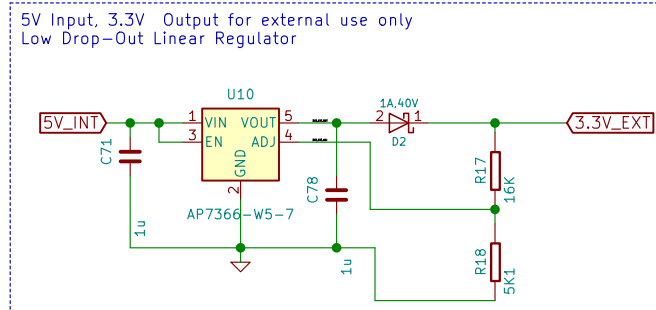 5V Input, 3.3V Output for external use only
Low Drop-Out Linear Regulator
U10
1A,40V
5V_INT
1
VIN
VOUT
5
2
1
3.3V_EXT
3
EN
ADJ
4
D2
C71
GND
R17
16K
2
C78
AP7366-W5-7
1u
1u
R18
5K1